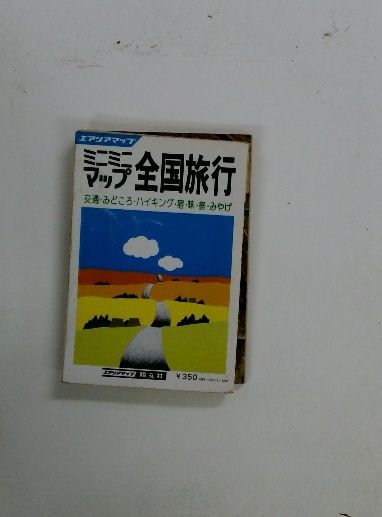 エアリアマップ
ミニミニ
マップ 全国旅行
交通・みどころ・ハイキング・宿・味・祭・みやげ
エアリアマップ 昭文社
¥350